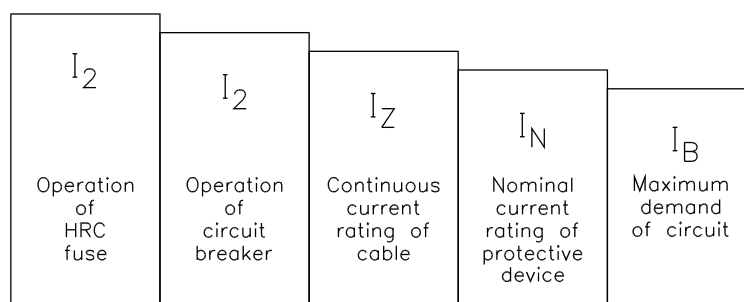 I2
Operation
of
HRC
fuse
I2
Operation
of
circuit
breaker
IZ
Continuous
current
rating of
cable
IN
Nominal
current
rating of
protective
device
IB
Maximum
demand
of circuit